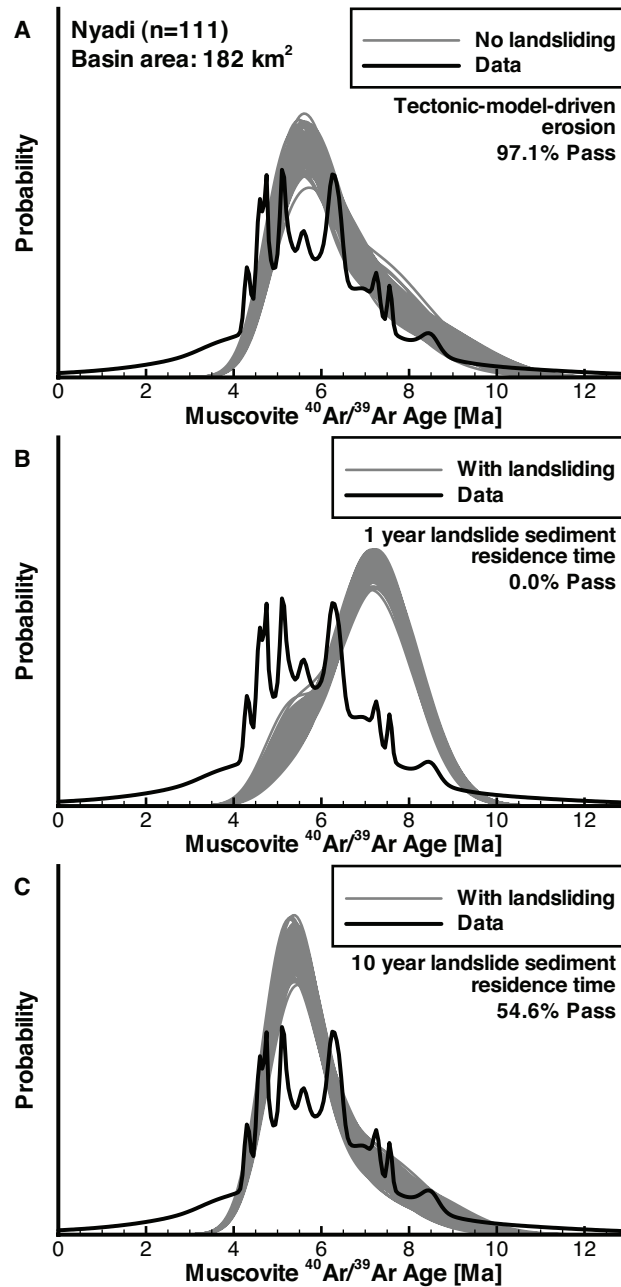 A
Nyadi (n=111)
Basin area: 182 km²
No landsliding
Data
Tectonic-model-driven
erosion
97.1% Pass
Probability
0 2 4 6 8 10 12
Muscovite ⁴⁰Ar/³⁹Ar Age [Ma]
B
With landsliding
Data
1 year landslide sediment
residence time
0.0% Pass
Probability
0 2 4 6 8 10 12
Muscovite ⁴⁰Ar/³⁹Ar Age [Ma]
C
With landsliding
Data
10 year landslide sediment
residence time
54.6% Pass
Probability
0 2 4 6 8 10 12
Muscovite ⁴⁰Ar/³⁹Ar Age [Ma]